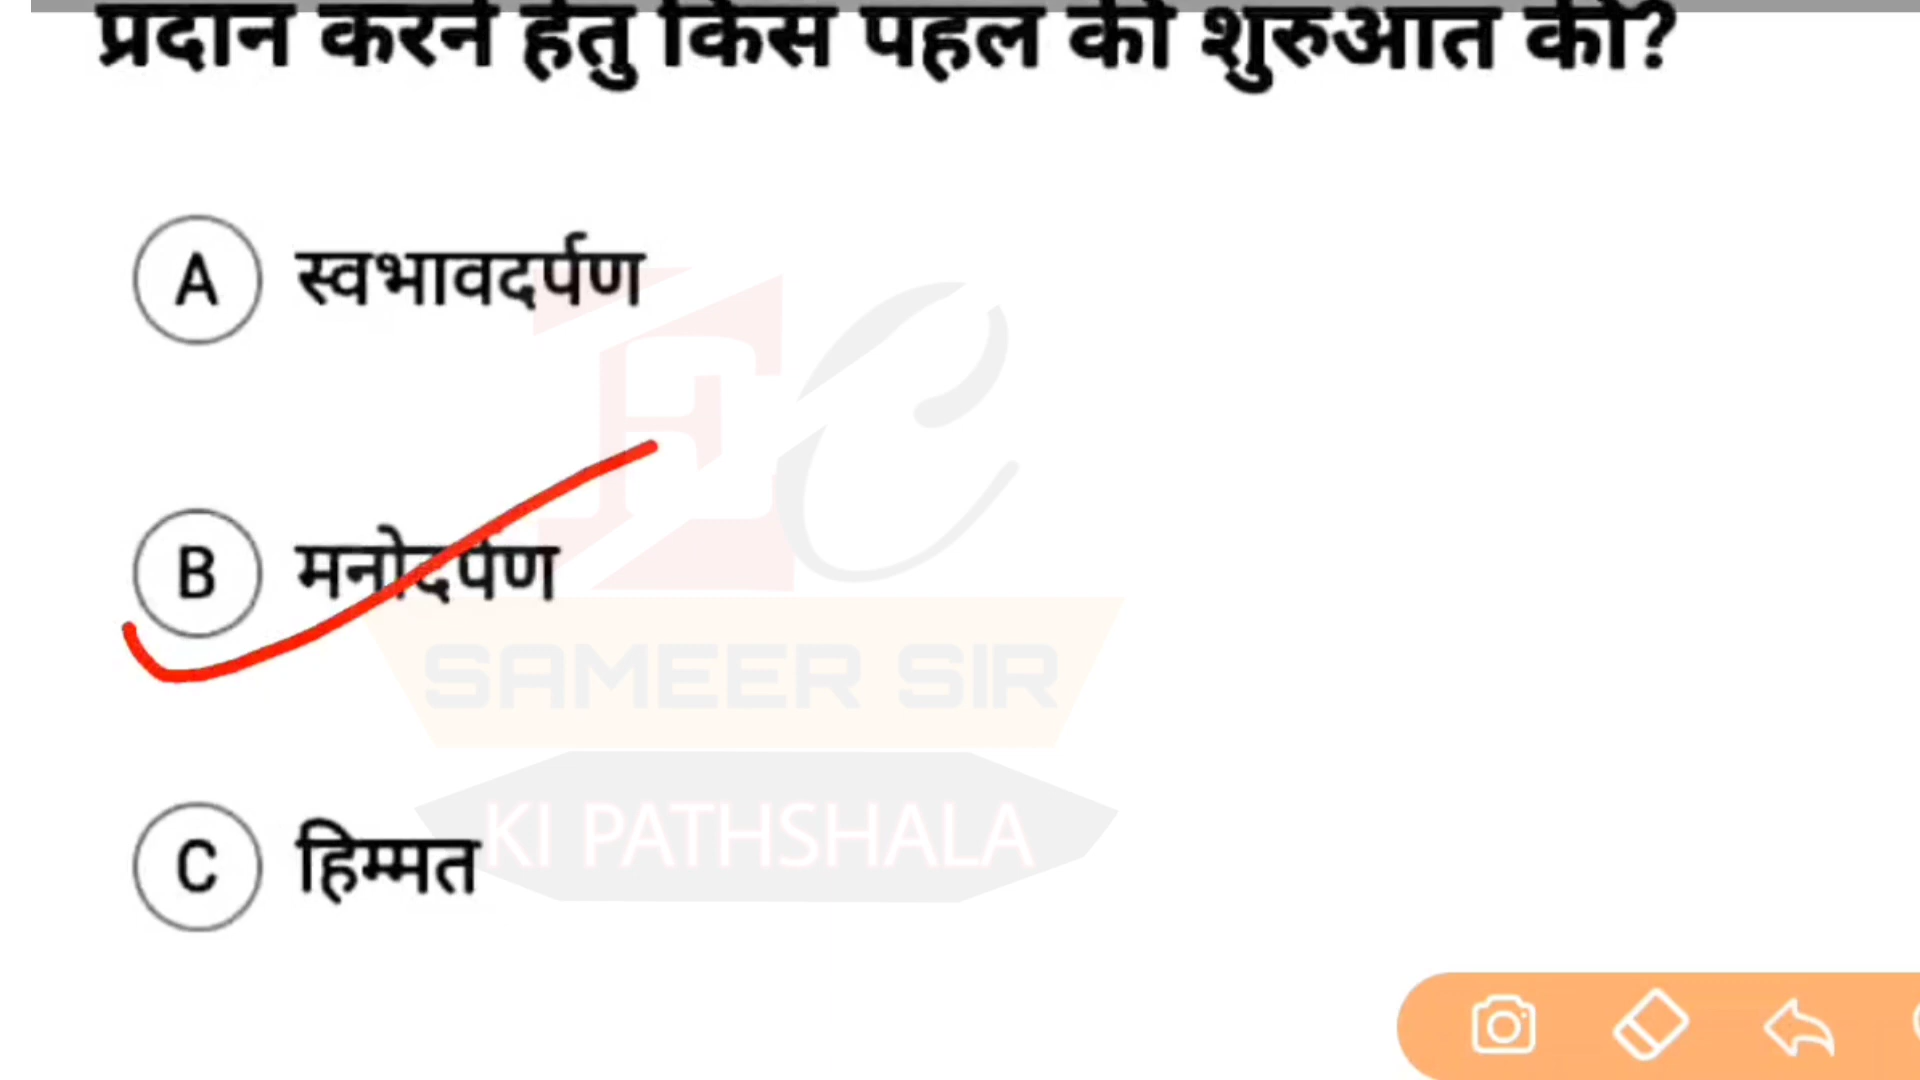 प्रदान करने हेतु किस पहल की शुरुआत की?
A स्वभावदर्पण
B मनोदर्पण
SAMEER SIR
KI PATHSHALA
C हिम्मत